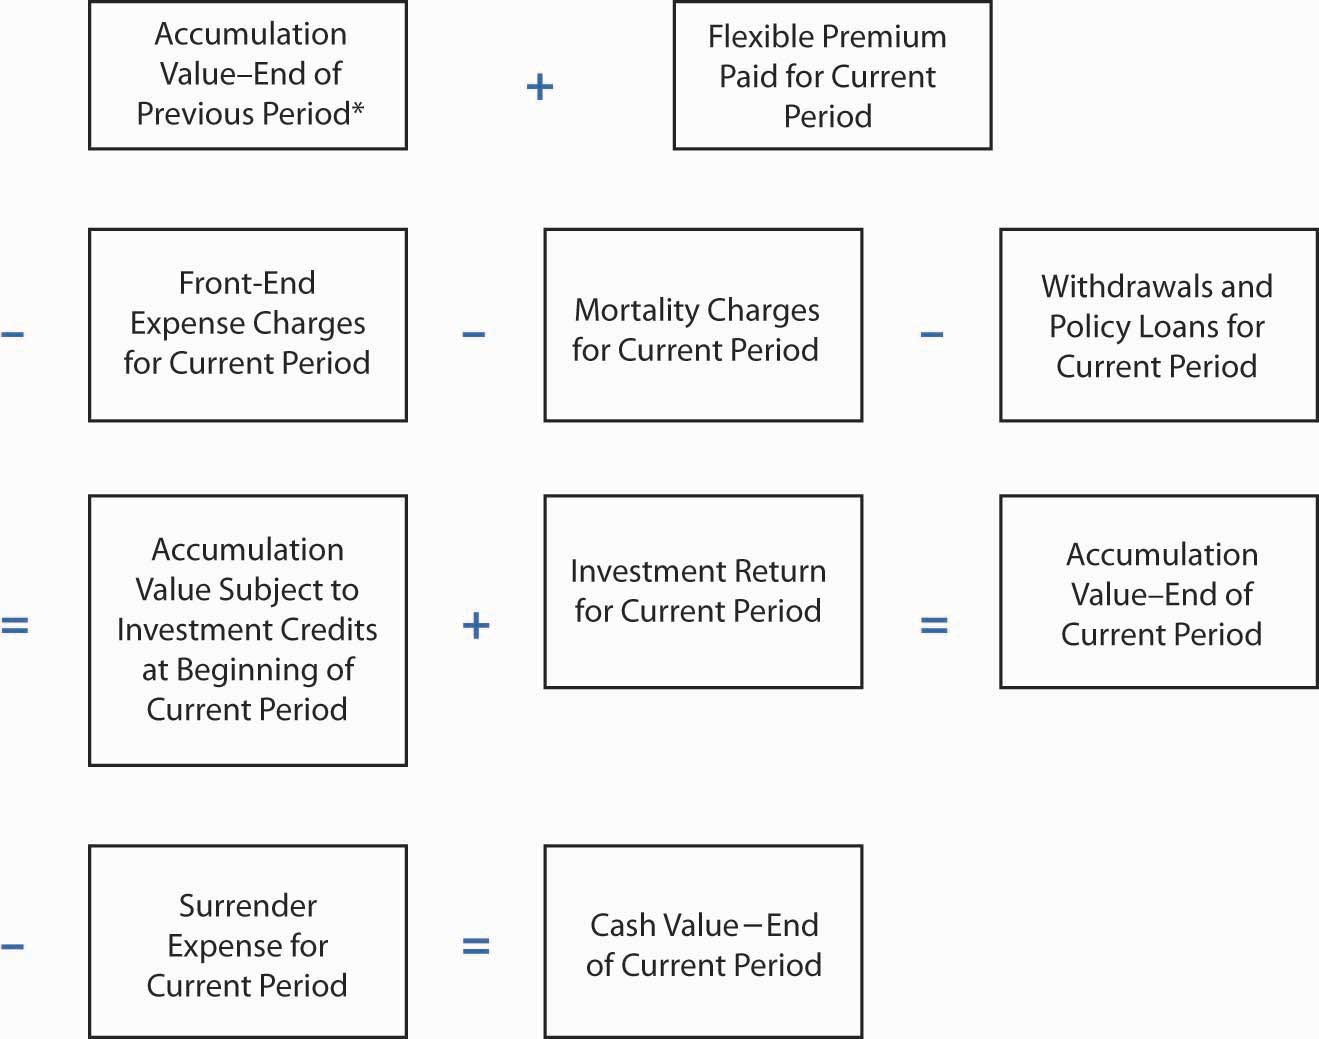 Accumulation
Value–End of
Previous Period*
+
Flexible Premium
Paid for Current
Period
–
Front-End
Expense Charges
for Current Period
–
Mortality Charges
for Current Period
–
Withdrawals and
Policy Loans for
Current Period
=
Accumulation
Value Subject to
Investment Credits
at Beginning of
Current Period
+
Investment Return
for Current Period
=
Accumulation
Value–End of
Current Period
–
Surrender
Expense for
Current Period
=
Cash Value – End
of Current Period